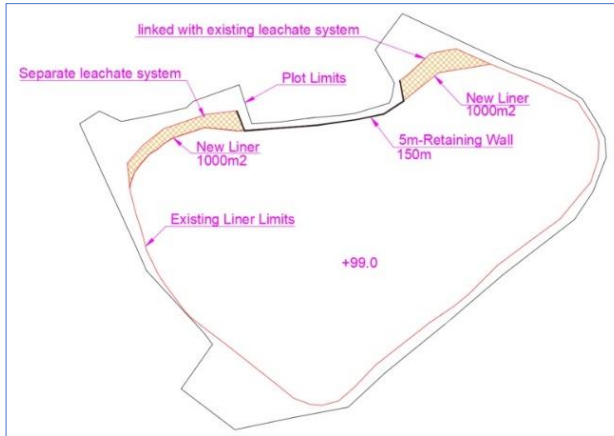 linked with existing leachate system
Separate leachate system
Plot Limits
New Liner
1000m2
5m-Retaining Wall
150m
New Liner
1000m2
Existing Liner Limits
+99.0